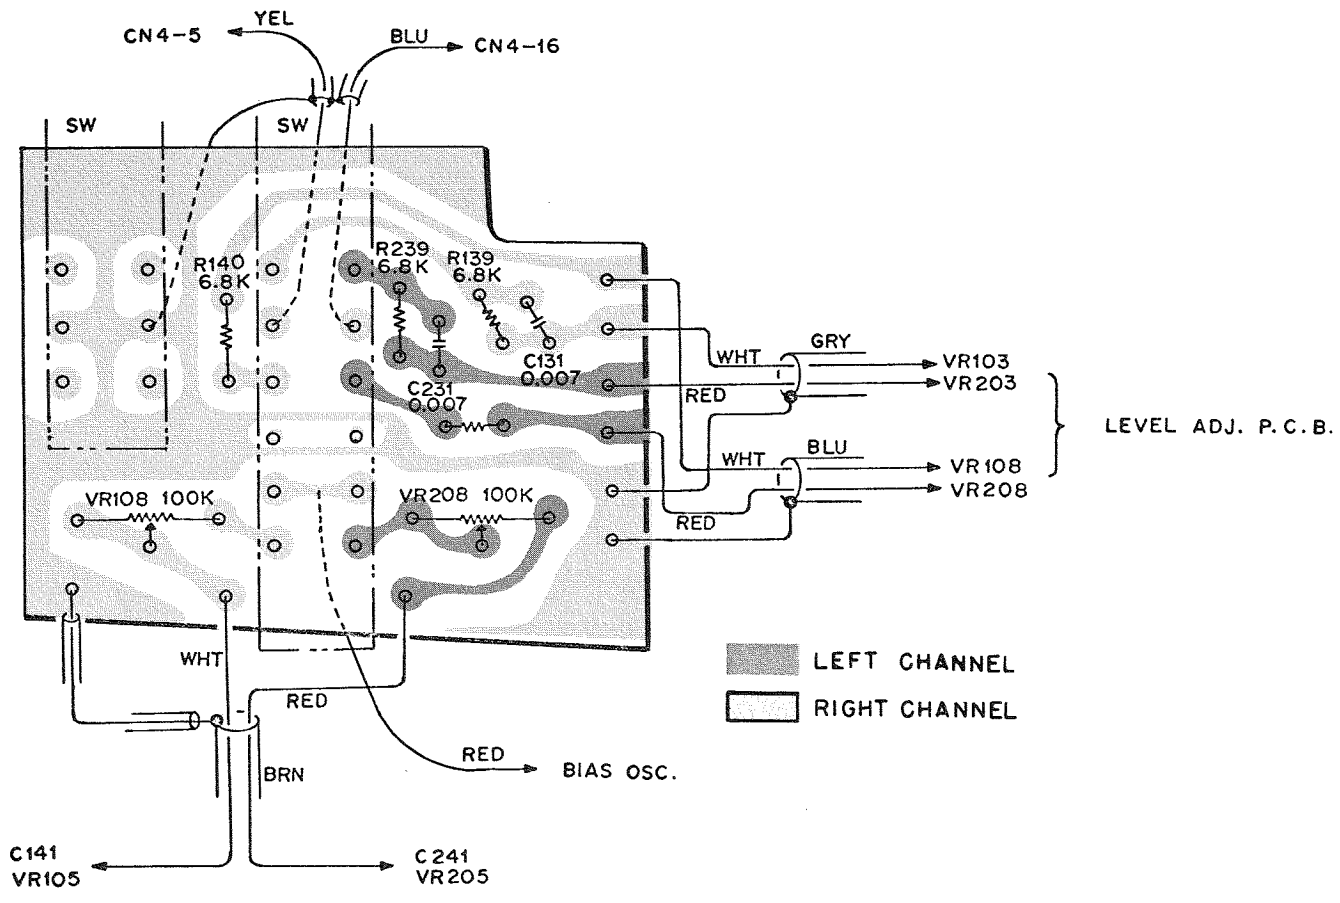 YEL
CN4-5
BLU
CN4-16
SW
SW
R140
6.8K
R239
6.8K
R139
6.8K
C131
0.007
C231
0.007
GRY
WHT
VR103
VR203
RED
LEVEL ADJ. P.C.B.
BLU
WHT
VR108
VR208
RED
VR108 100K
VR208 100K
WHT
RED
LEFT CHANNEL
RIGHT CHANNEL
RED
BIAS OSC.
BRN
C141
VR105
C241
VR205